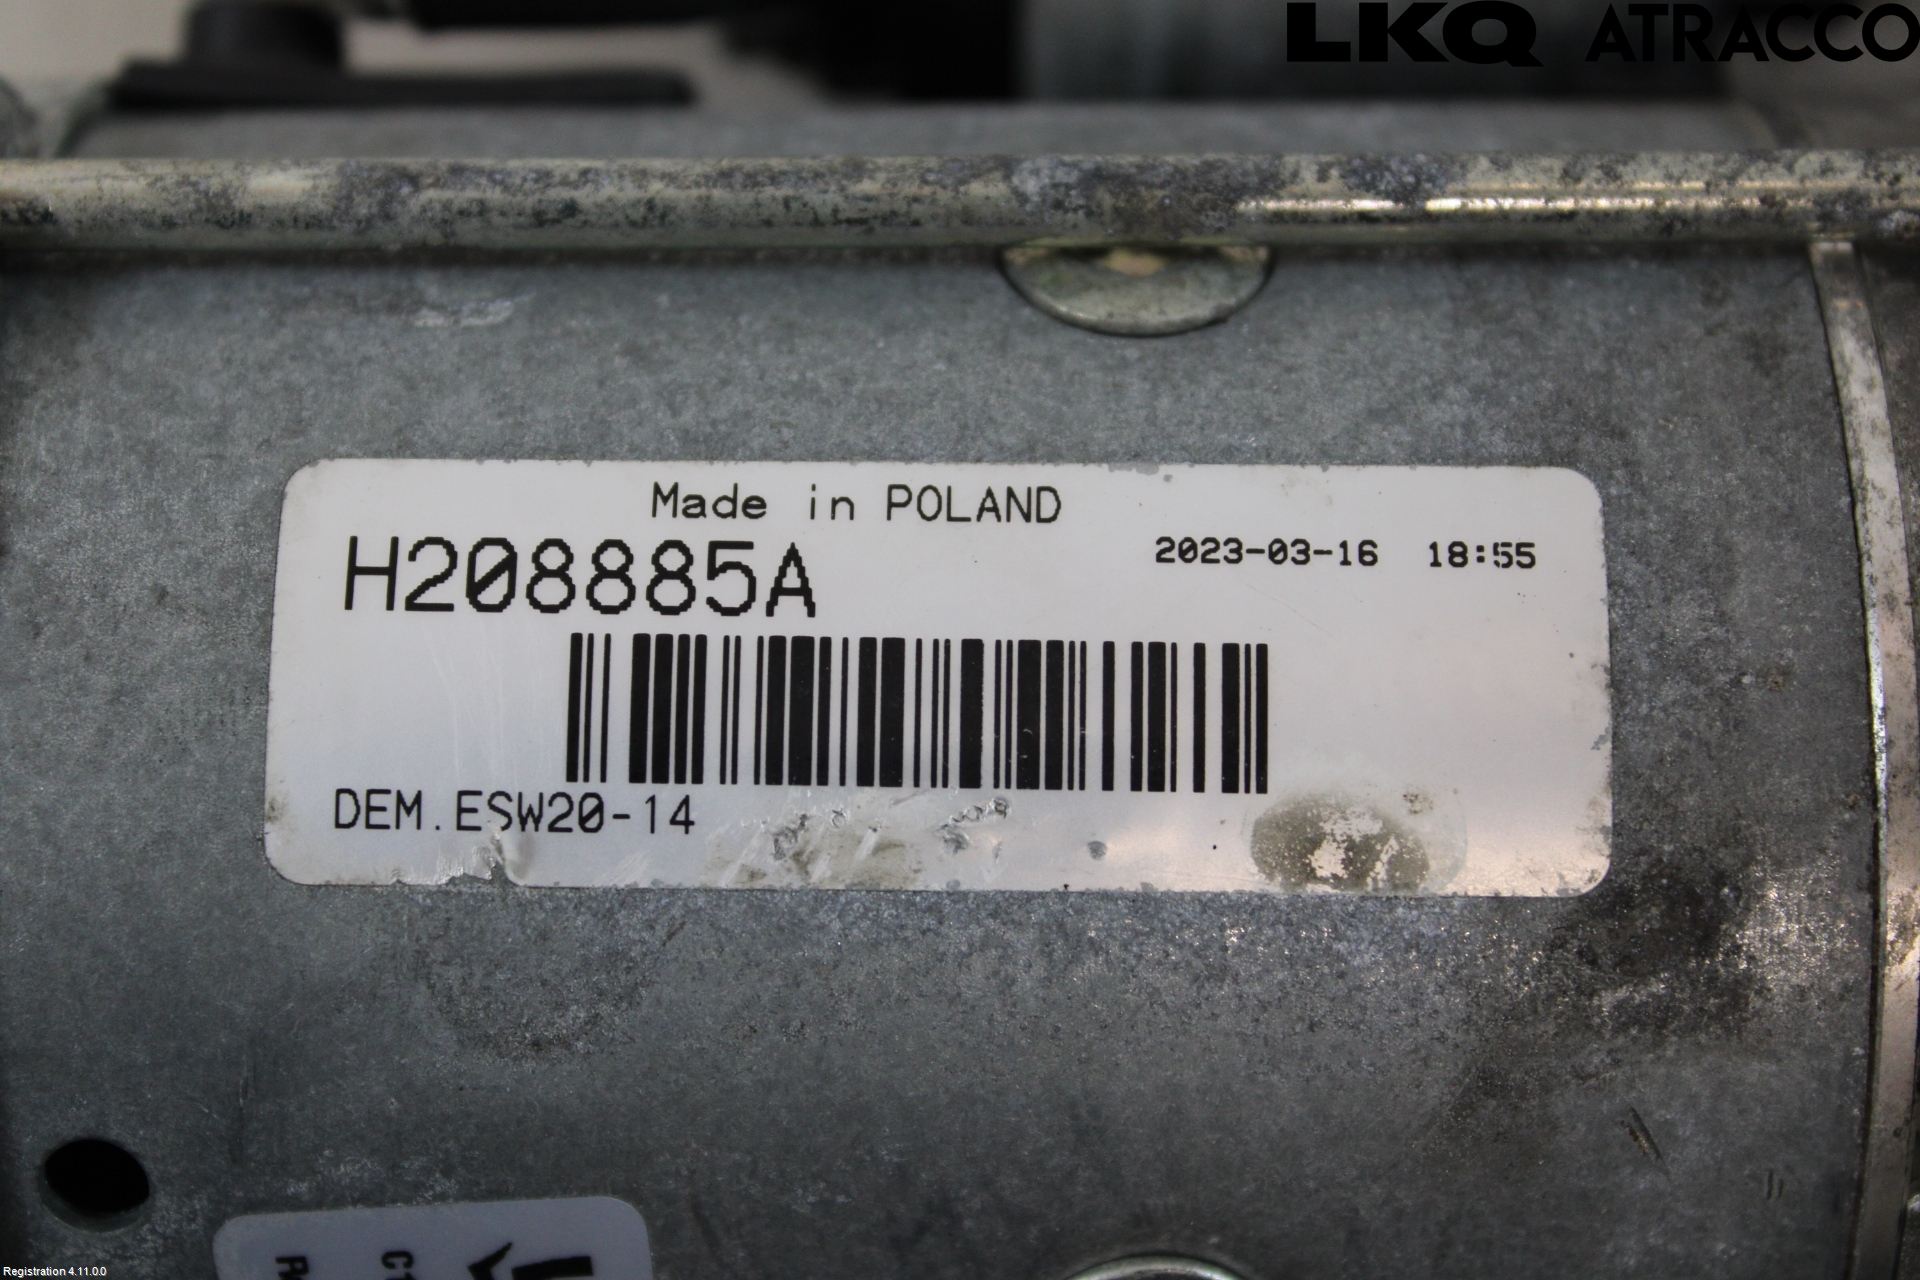 LKQ ATRACCO
Made in POLAND
H208885A
2023-03-16 18:55
DEM.ESW20-14
Registration 4.11.0.0